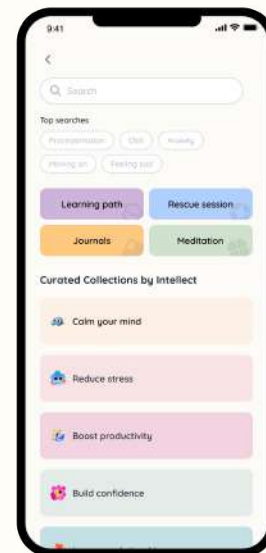 9:41
Search
Top searches
Procrastination Chill Anxiety
Moving on Feeling sad
Learning path Rescue session
Journals Meditation
Curated Collections by Intellect
Calm your mind
Reduce stress
Boost productivity
Build confidence